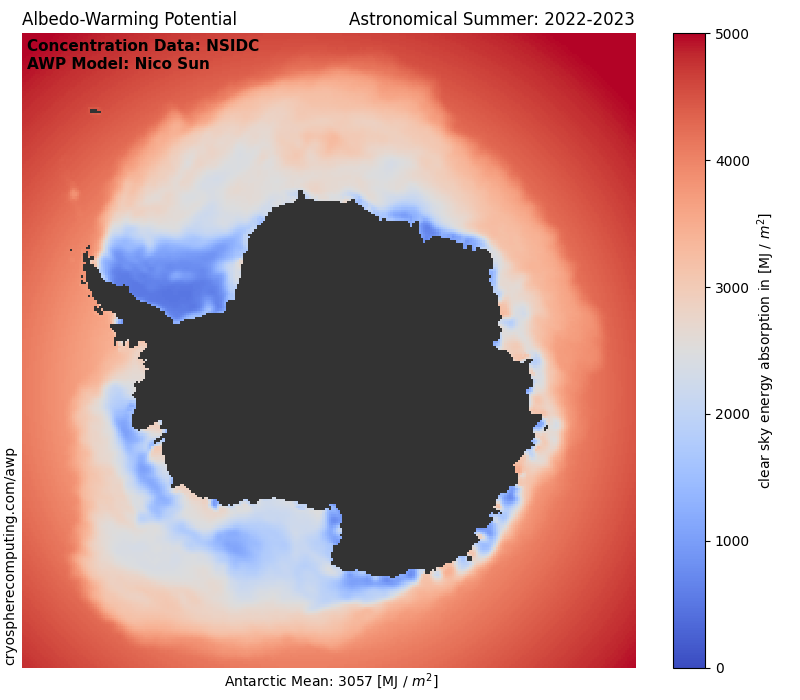 Albedo-Warming Potential
Astronomical Summer: 2022-2023
Concentration Data: NSIDC
AWP Model: Nico Sun
5000
4000
3000
2000
1000
0
clear sky energy absorption in [MJ / m²]
cryospherecomputing.com/awp
Antarctic Mean: 3057 [MJ / m²]